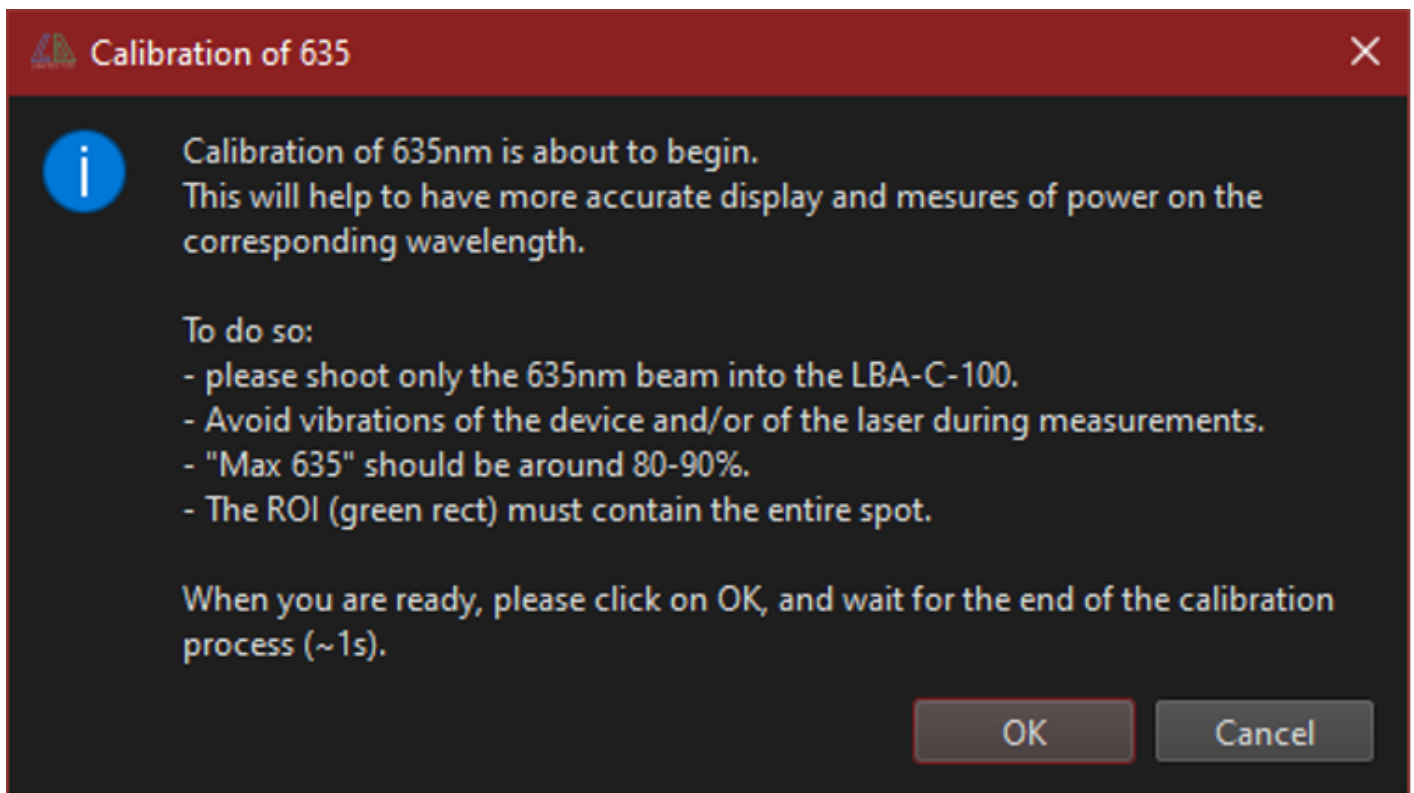 Calibration of 635
Calibration of 635nm is about to begin.
This will help to have more accurate display and mesures of power on the
corresponding wavelength.
To do so:
- please shoot only the 635nm beam into the LBA-C-100.
- Avoid vibrations of the device and/or of the laser during measurements.
- "Max 635" should be around 80-90%.
- The ROI (green rect) must contain the entire spot.
When you are ready, please click on OK, and wait for the end of the calibration
process (~1s).
OK
Cancel